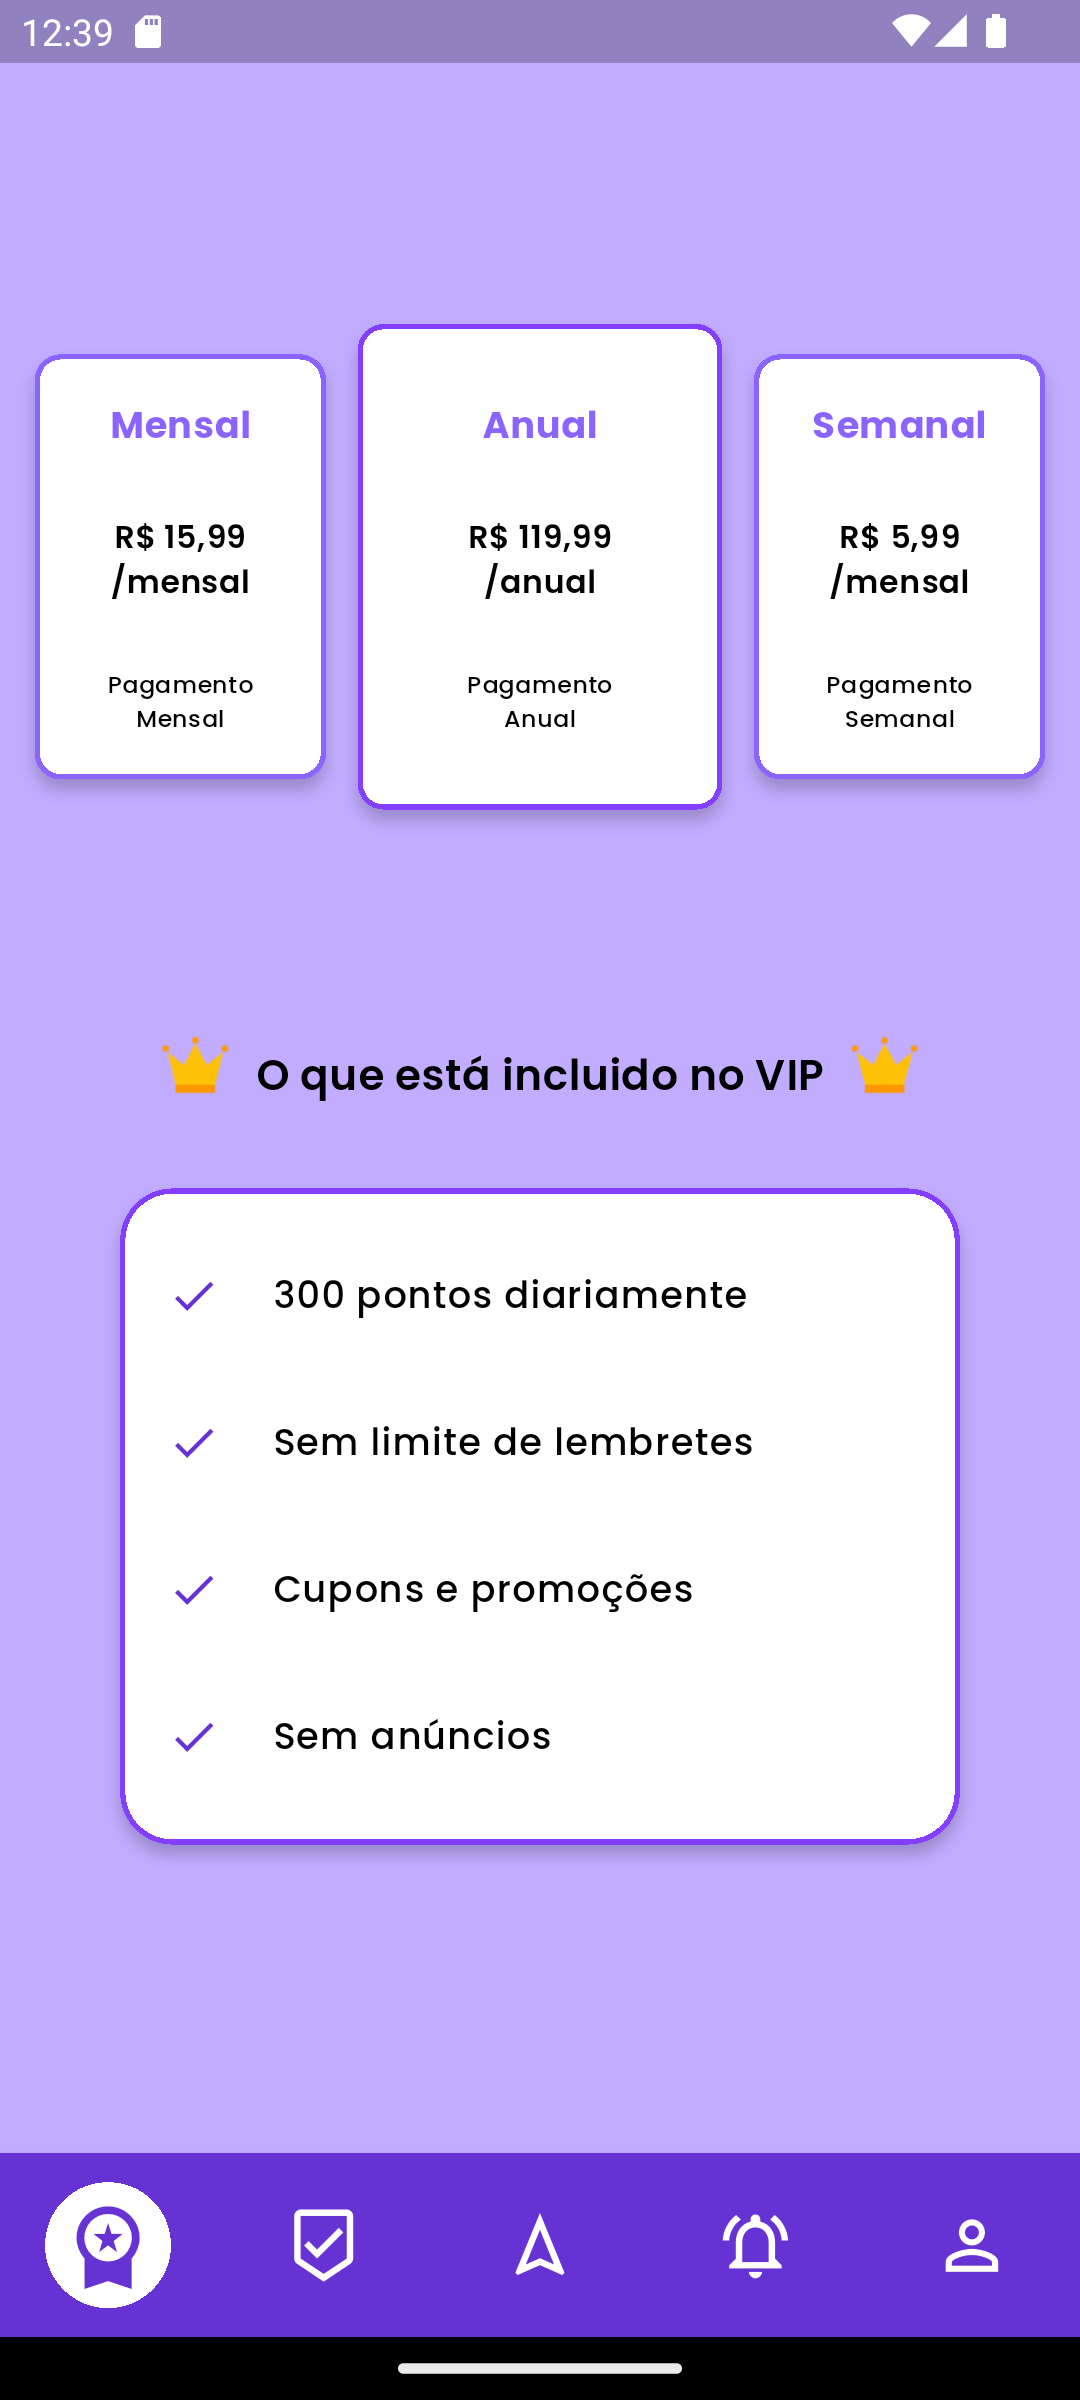 12:39
Mensal
R$ 15,99
/mensal
Pagamento
Mensal
Anual
R$ 119,99
/anual
Pagamento
Anual
Semanal
R$ 5,99
/mensal
Pagamento
Semanal
O que está incluido no VIP
300 pontos diariamente
Sem limite de lembretes
Cupons e promoções
Sem anúncios